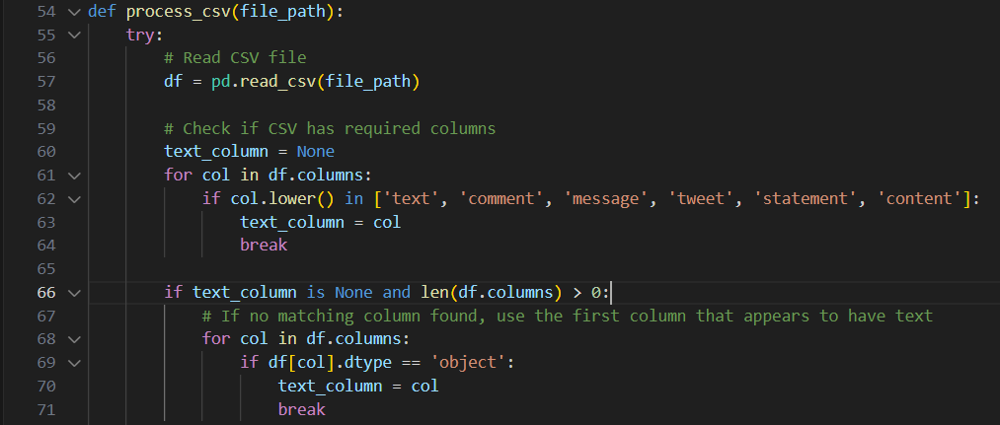 54 def process_csv(file_path):
55     try:
56         # Read CSV file
57         df = pd.read_csv(file_path)
58
59         # Check if CSV has required columns
60         text_column = None
61         for col in df.columns:
62             if col.lower() in ['text', 'comment', 'message', 'tweet', 'statement', 'content']:
63                 text_column = col
64                 break
65
66         if text_column is None and len(df.columns) > 0:
67             # If no matching column found, use the first column that appears to have text
68             for col in df.columns:
69                 if df[col].dtype == 'object':
70                     text_column = col
71                     break